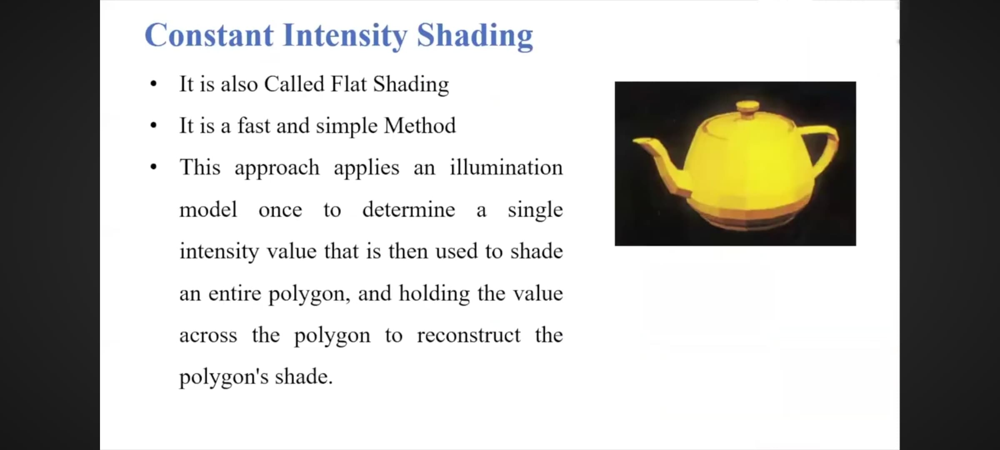 Constant Intensity Shading
• It is also Called Flat Shading
• It is a fast and simple Method
• This approach applies an illumination
model once to determine a single
intensity value that is then used to shade
an entire polygon, and holding the value
across the polygon to reconstruct the
polygon's shade.